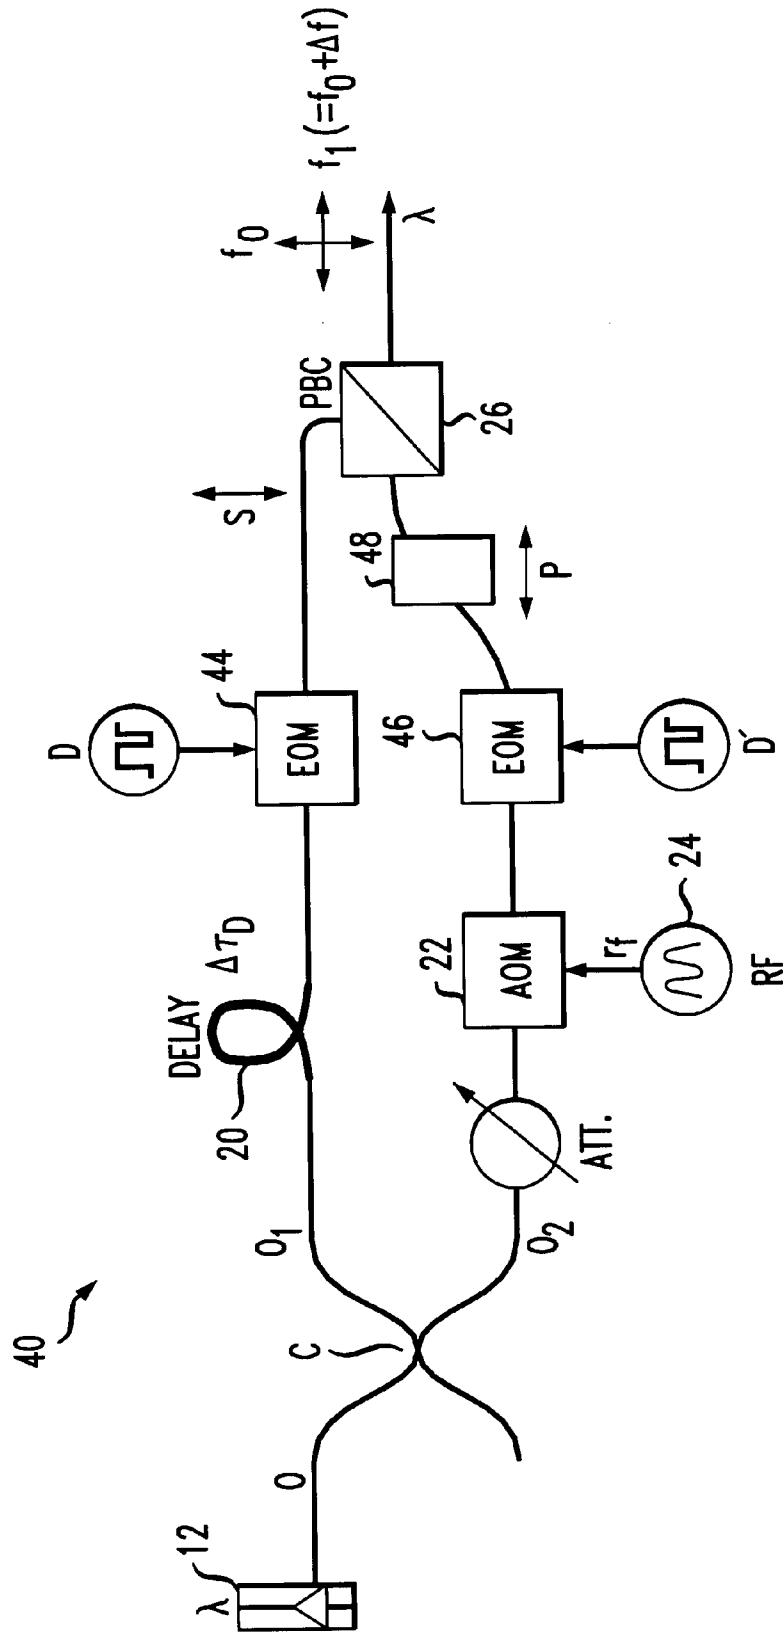 40
λ
12
O
C
O₁
O₂
DELAY
20
Δτ_D
ATT.
22
AOM
rf
24
RF
D
44
EOM
46
EOM
D′
S
48
P
PBC
26
f₀
f₁ (=f₀+Δf)
λ